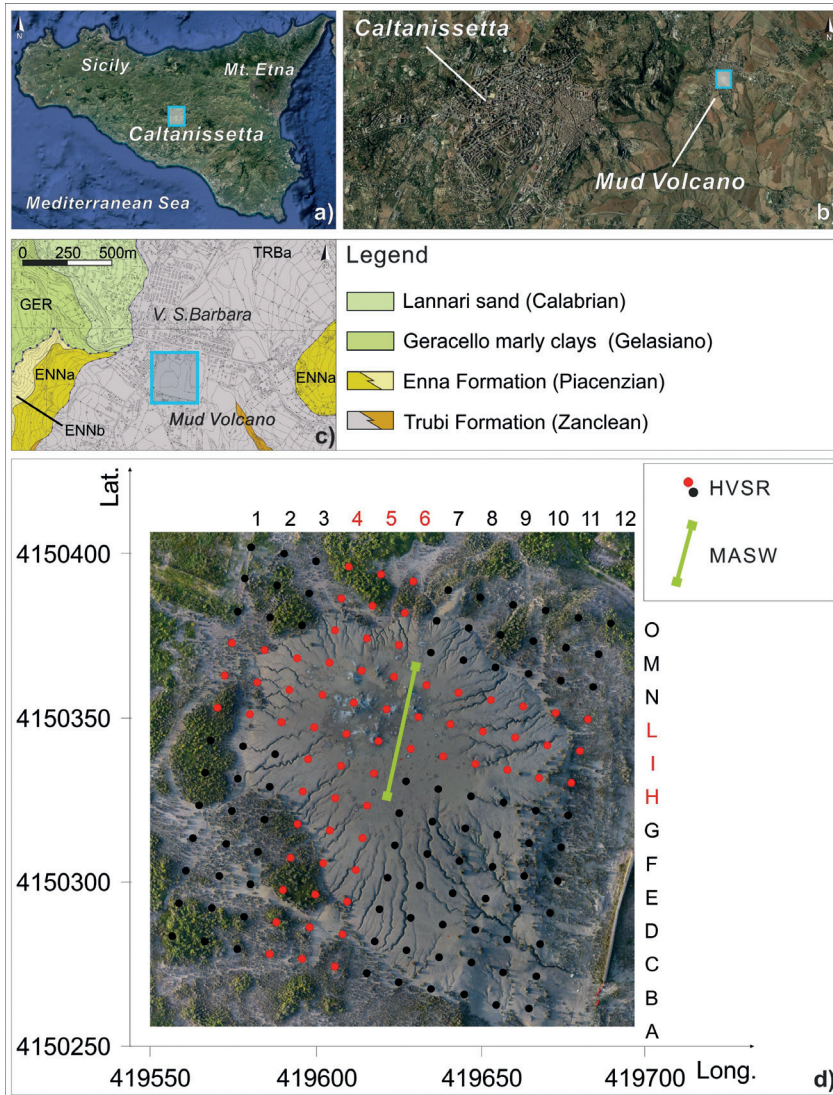 N
Sicily
Mt. Etna
Caltanissetta
Mediterranean Sea
a)
N
Caltanissetta
Mud Volcano
b)
0 250 500m
N
TRBa
GER
V. S.Barbara
ENNa
ENNa
ENNb
Mud Volcano
c)
Legend
Lannari sand (Calabrian)
Geracello marly clays (Gelasiano)
Enna Formation (Piacenzian)
Trubi Formation (Zanclean)
Lat.
1 2 3 4 5 6 7 8 9 10 11 12
HVSR
MASW
4150400
4150350
4150300
4150250
O
M
N
L
I
H
G
F
E
D
C
B
A
419550 419600 419650 419700 Long.
d)